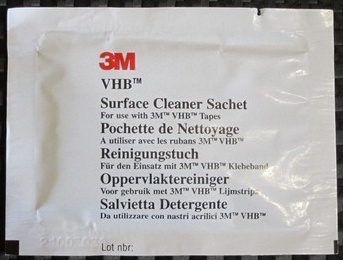 3M
VHB™
Surface Cleaner Sachet
For use with 3M™ VHB™ Tapes
Pochette de Nettoyage
A utiliser avec les rubans 3M™ VHB™
Reinigungstuch
Für den Einsatz mit 3M™ VHB™ Klebeband
Oppervlaktereiniger
Voor gebruik met 3M™ VHB™ Lijmstrips
Salvietta Detergente
Da utilizzare con nastri acrilici 3M™ VHB™
Lot nbr: